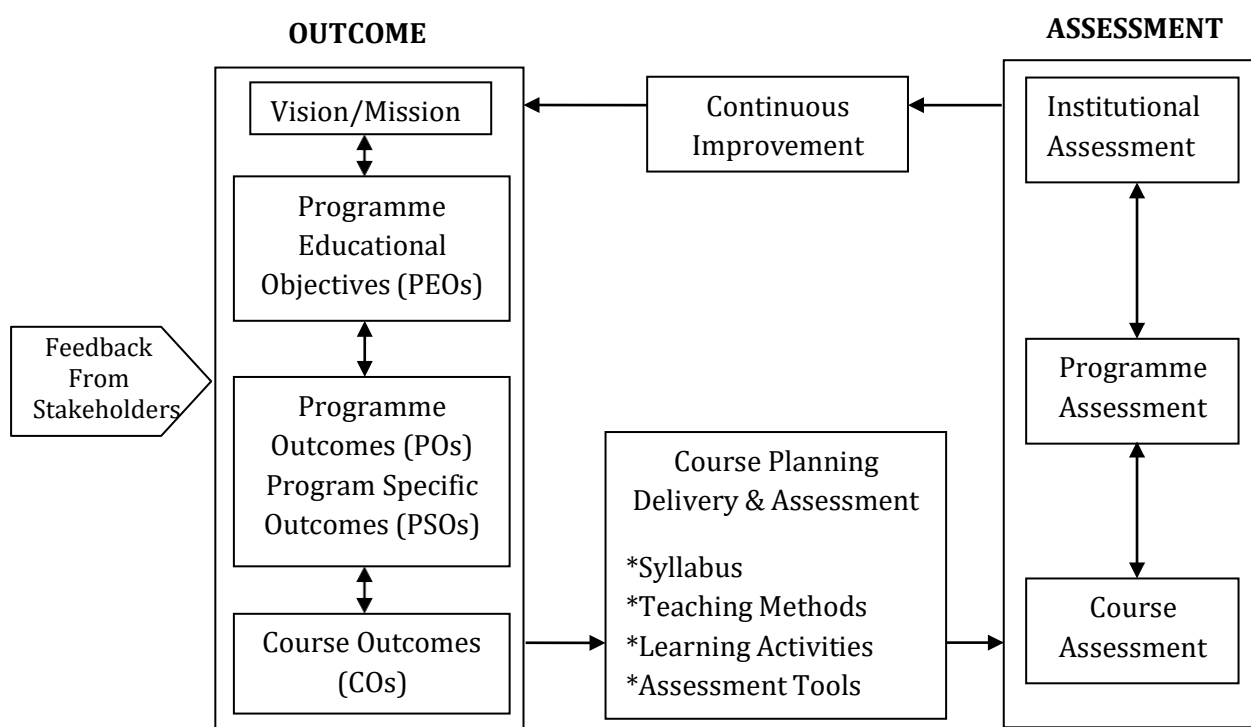 OUTCOME
ASSESSMENT
Vision/Mission
Programme
Educational
Objectives (PEOs)
Programme
Outcomes (POs)
Program Specific
Outcomes (PSOs)
Course Outcomes
(COs)
Feedback
From
Stakeholders
Continuous
Improvement
Course Planning
Delivery & Assessment
*Syllabus
*Teaching Methods
*Learning Activities
*Assessment Tools
Institutional
Assessment
Programme
Assessment
Course
Assessment